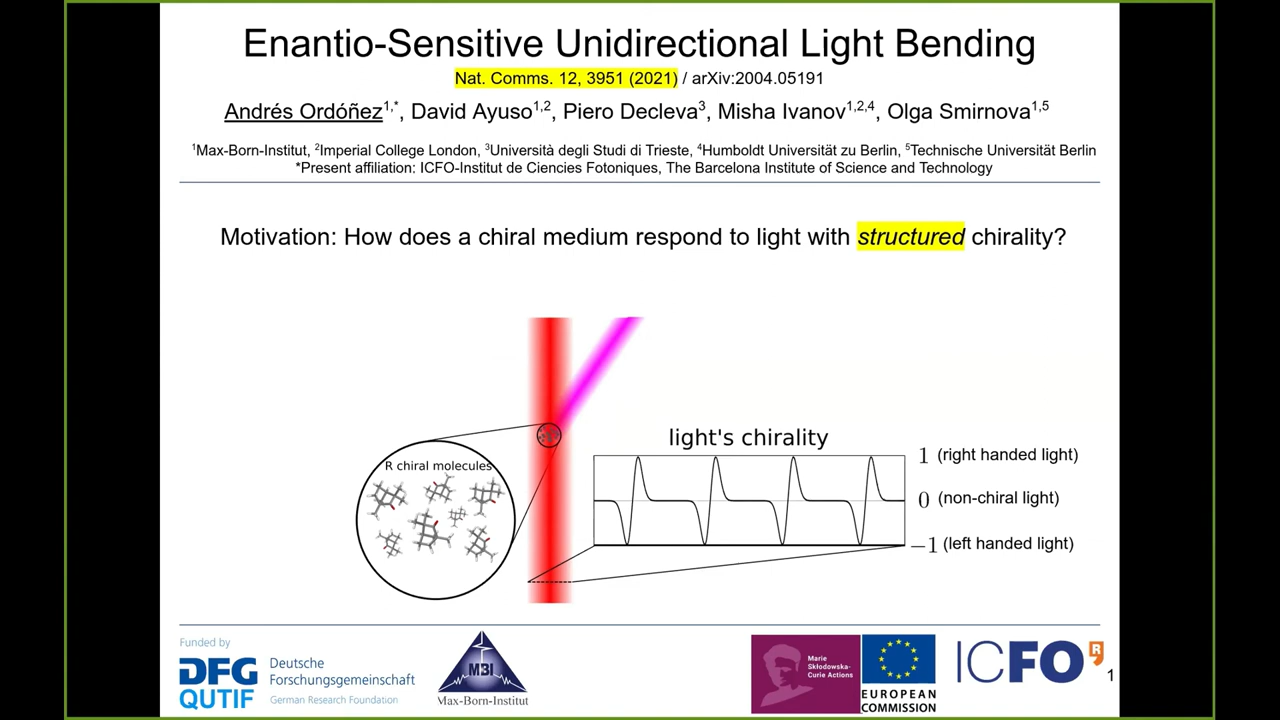 Enantio-Sensitive Unidirectional Light Bending
Nat. Comms. 12, 3951 (2021) / arXiv:2004.05191
Andrés Ordóñez1,*, David Ayuso1,2, Piero Decleva3, Misha Ivanov1,2,4, Olga Smirnova1,5
1Max-Born-Institut, 2Imperial College London, 3Università degli Studi di Trieste, 4Humboldt Universität zu Berlin, 5Technische Universität Berlin
*Present affiliation: ICFO-Institut de Ciencies Fotoniques, The Barcelona Institute of Science and Technology
Motivation: How does a chiral medium respond to light with structured chirality?
light's chirality
1 (right handed light)
0 (non-chiral light)
−1 (left handed light)
R chiral molecules
Funded by
DFG
QUTIF
Deutsche
Forschungsgemeinschaft
German Research Foundation
MBI
Max-Born-Institut
Marie
Skłodowska-
Curie Actions
EUROPEAN
COMMISSION
ICFO
R
1